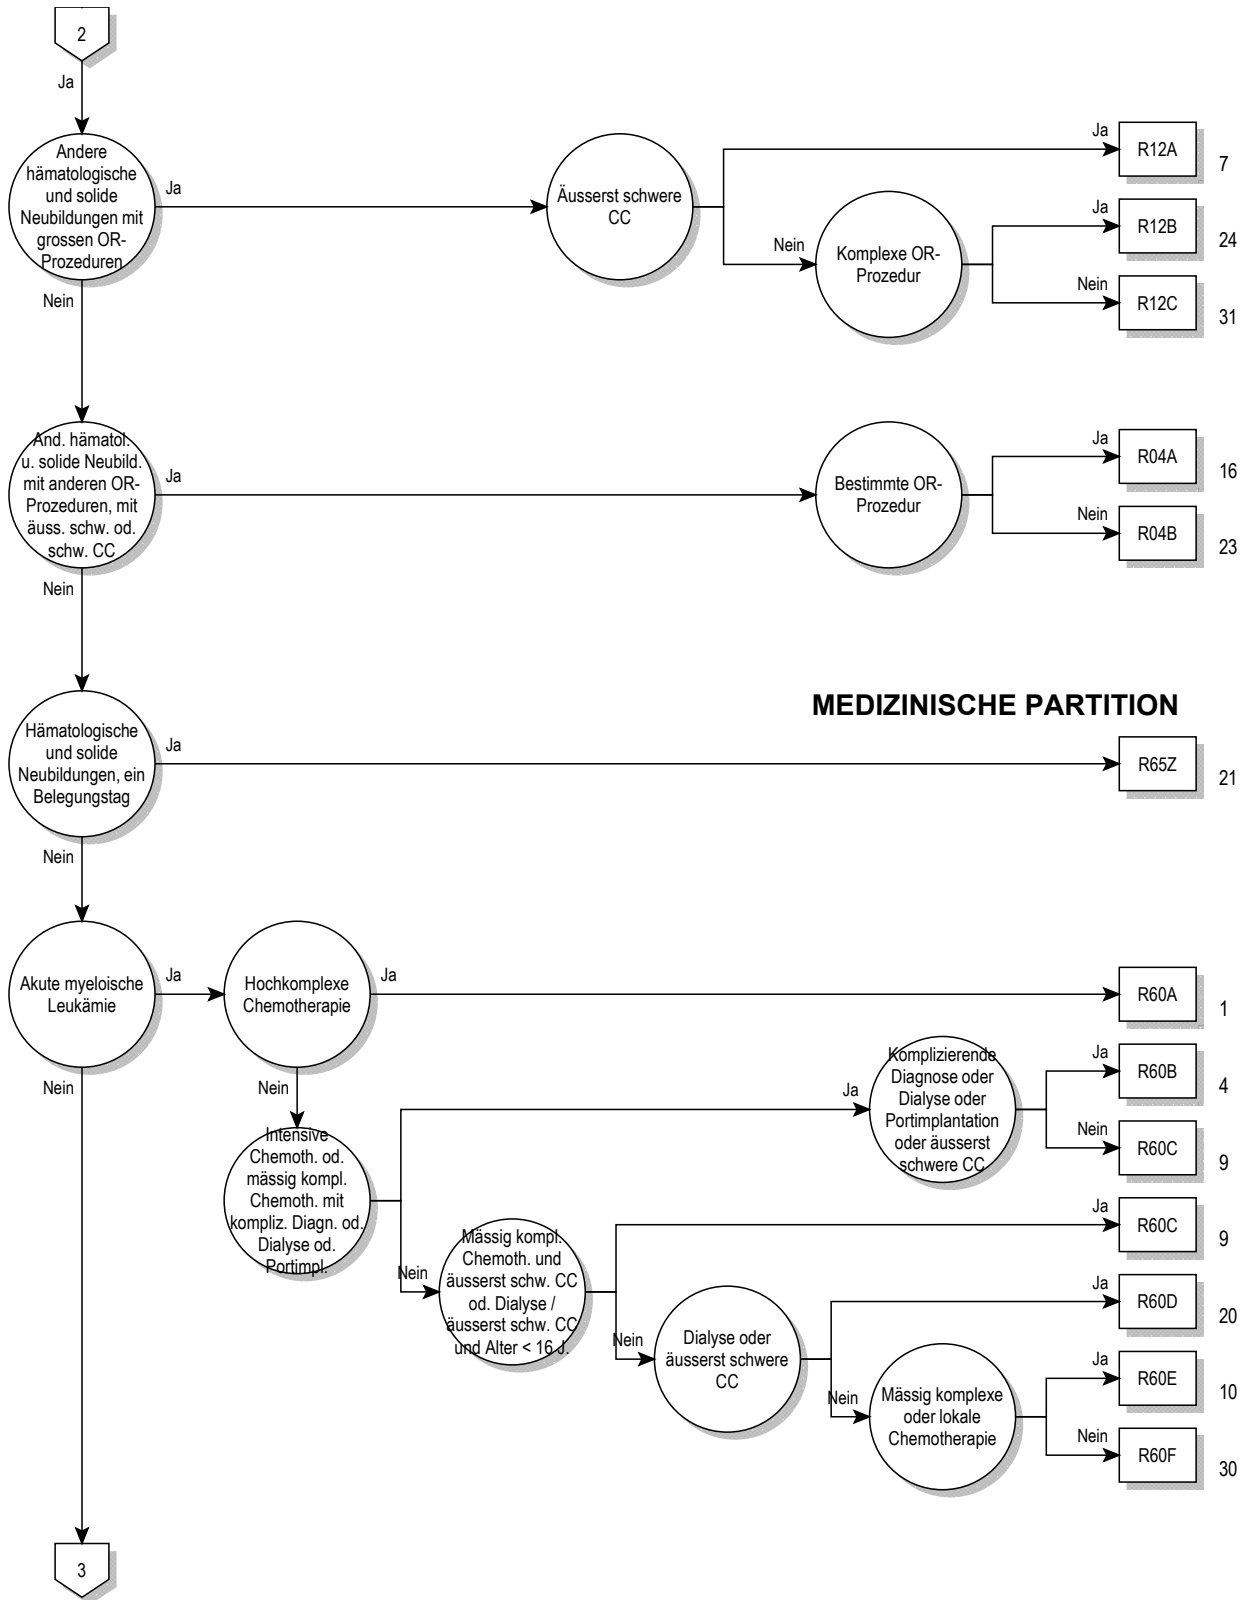 2
Ja
Andere
hämatologische
und solide
Neubildungen mit
grossen OR-
Prozeduren
Ja
Nein
Äusserst schwere
CC
Ja
R12A
7
Nein
Komplexe OR-
Prozedur
Ja
R12B
24
Nein
R12C
31
And. hämatol.
u. solide Neubild.
mit anderen OR-
Prozeduren, mit
äuss. schw. od.
schw. CC
Ja
Nein
Bestimmte OR-
Prozedur
Ja
R04A
16
Nein
R04B
23
MEDIZINISCHE PARTITION
Hämatologische
und solide
Neubildungen, ein
Belegungstag
Ja
R65Z
21
Nein
Akute myeloische
Leukämie
Ja
Nein
Hochkomplexe
Chemotherapie
Ja
R60A
1
Nein
Intensive
Chemoth. od.
mässig kompl.
Chemoth. mit
kompliz. Diagn. od.
Dialyse od.
Portimpl.
Ja
Komplizierende
Diagnose oder
Dialyse oder
Portimplantation
oder äusserst
schwere CC
Ja
R60B
4
Nein
R60C
9
Nein
Mässig kompl.
Chemoth. und
äusserst schw. CC
od. Dialyse /
äusserst schw. CC
und Alter < 16 J.
Ja
R60C
9
Nein
Dialyse oder
äusserst schwere
CC
Ja
R60D
20
Nein
Mässig komplexe
oder lokale
Chemotherapie
Ja
R60E
10
Nein
R60F
30
3